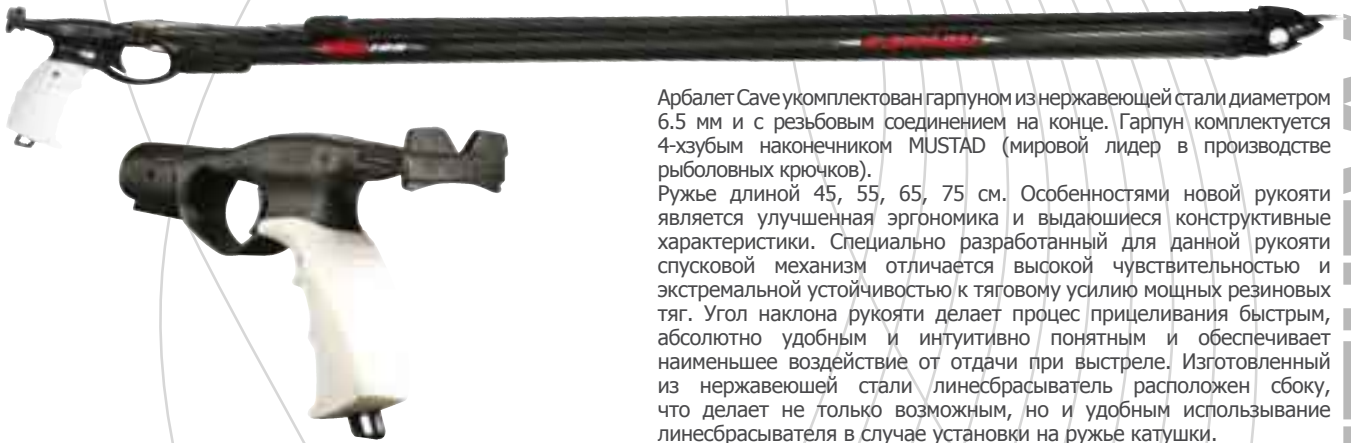 Арбалет Cave укомплектован гарпуном из нержавеющей стали диаметром
6.5 мм и с резьбовым соединением на конце. Гарпун комплектуется
4-хзубым наконечником MUSTAD (мировой лидер в производстве
рыболовных крючков).
Ружье длиной 45, 55, 65, 75 см. Особенностями новой рукояти
является улучшенная эргономика и выдаюшиеся конструктивные
характеристики. Специально разработанный для данной рукояти
спусковой механизм отличается высокой чувствительностью и
экстремальной устойчивостью к тяговому усилию мощных резиновых
тяг. Угол наклона рукояти делает процес прицеливания быстрым,
абсолютно удобным и интуитивно понятным и обеспечивает
наименьшее воздействие от отдачи при выстреле. Изготовленный
из нержавеюшей стали линесбрасыватель расположен сбоку,
что делает не только возможным, но и удобным использывание
линесбрасывателя в случае установки на ружье катушки.